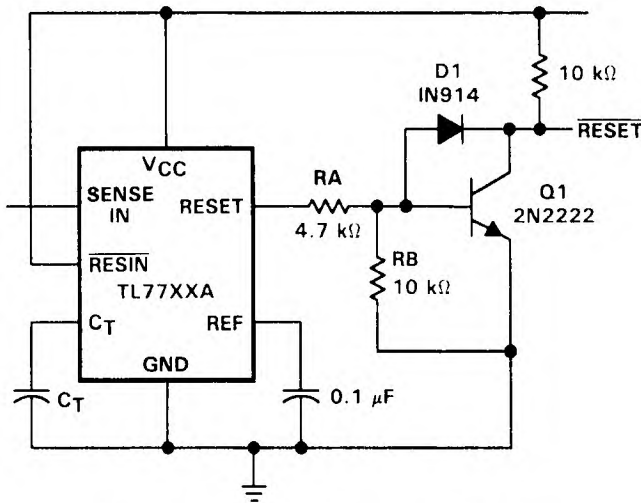 D1
IN914
10 kΩ
RESET
VCC
SENSE
IN
RESET
RA
4.7 kΩ
Q1
2N2222
RESIN
TL77XXA
RB
10 kΩ
CT
REF
GND
CT
0.1 μF